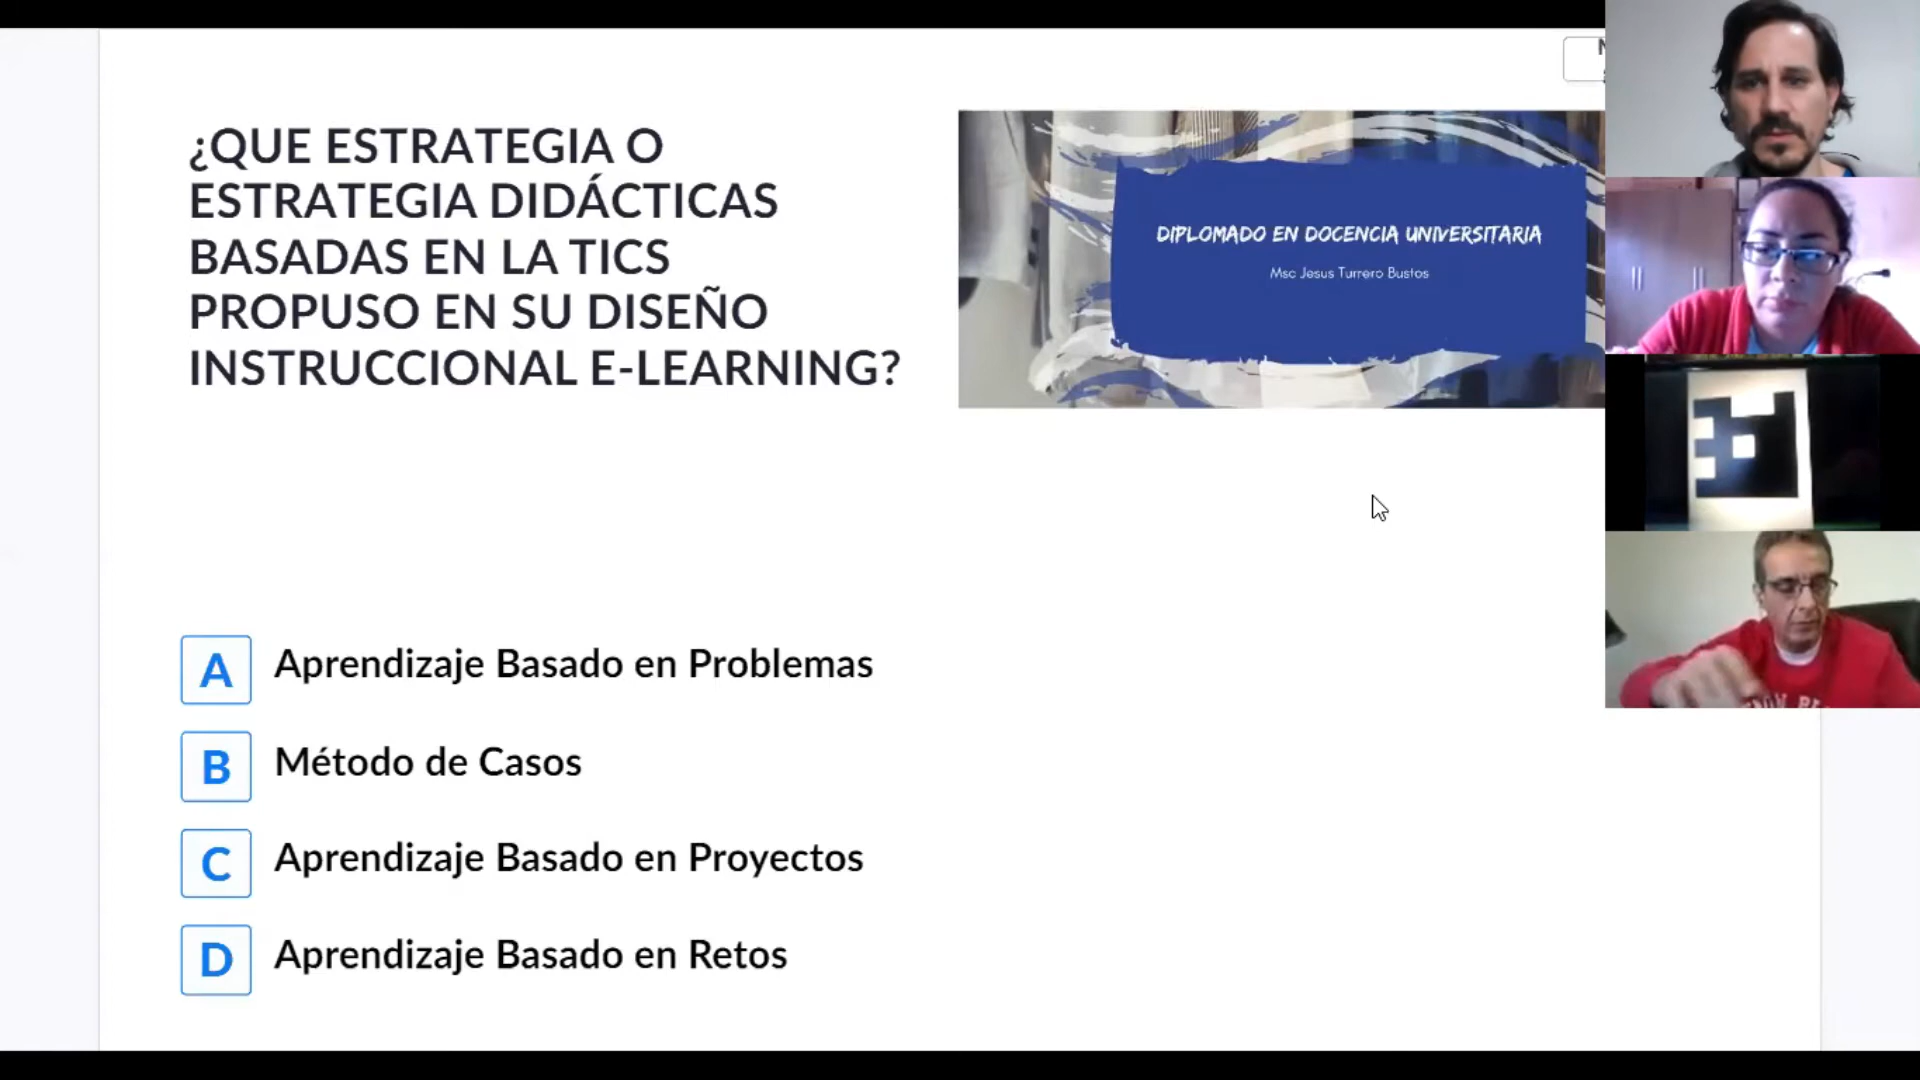 ¿QUE ESTRATEGIA O
ESTRATEGIA DIDÁCTICAS
BASADAS EN LA TICS
PROPUSO EN SU DISEÑO
INSTRUCCIONAL E-LEARNING?
DIPLOMADO EN DOCENCIA UNIVERSITARIA
Msc Jesus Turrero Bustos
A Aprendizaje Basado en Problemas
B Método de Casos
C Aprendizaje Basado en Proyectos
D Aprendizaje Basado en Retos